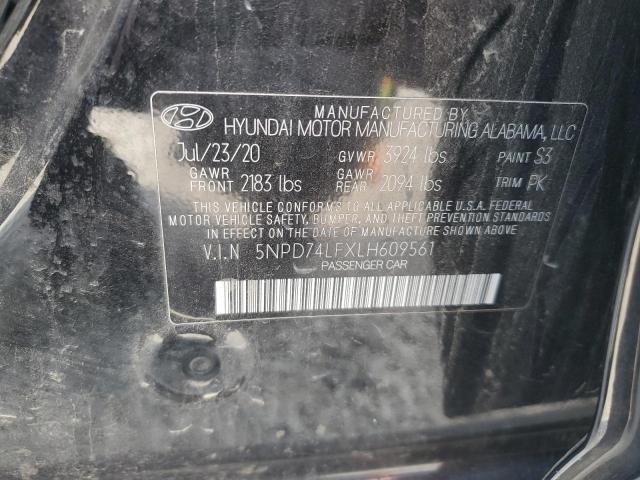 MANUFACTURED BY
HYUNDAI MOTOR MANUFACTURING ALABAMA, LLC
Jul/23/20 GVWR 3924 lbs PAINT S3
GAWR FRONT 2183 lbs GAWR REAR 2094 lbs TRIM PK
THIS VEHICLE CONFORMS TO ALL APPLICABLE U.S.A. FEDERAL
MOTOR VEHICLE SAFETY, BUMPER, AND THEFT PREVENTION STANDARDS
IN EFFECT ON THE DATE OF MANUFACTURE SHOWN ABOVE.
V.I.N 5NPD74LFXLH609561
PASSENGER CAR